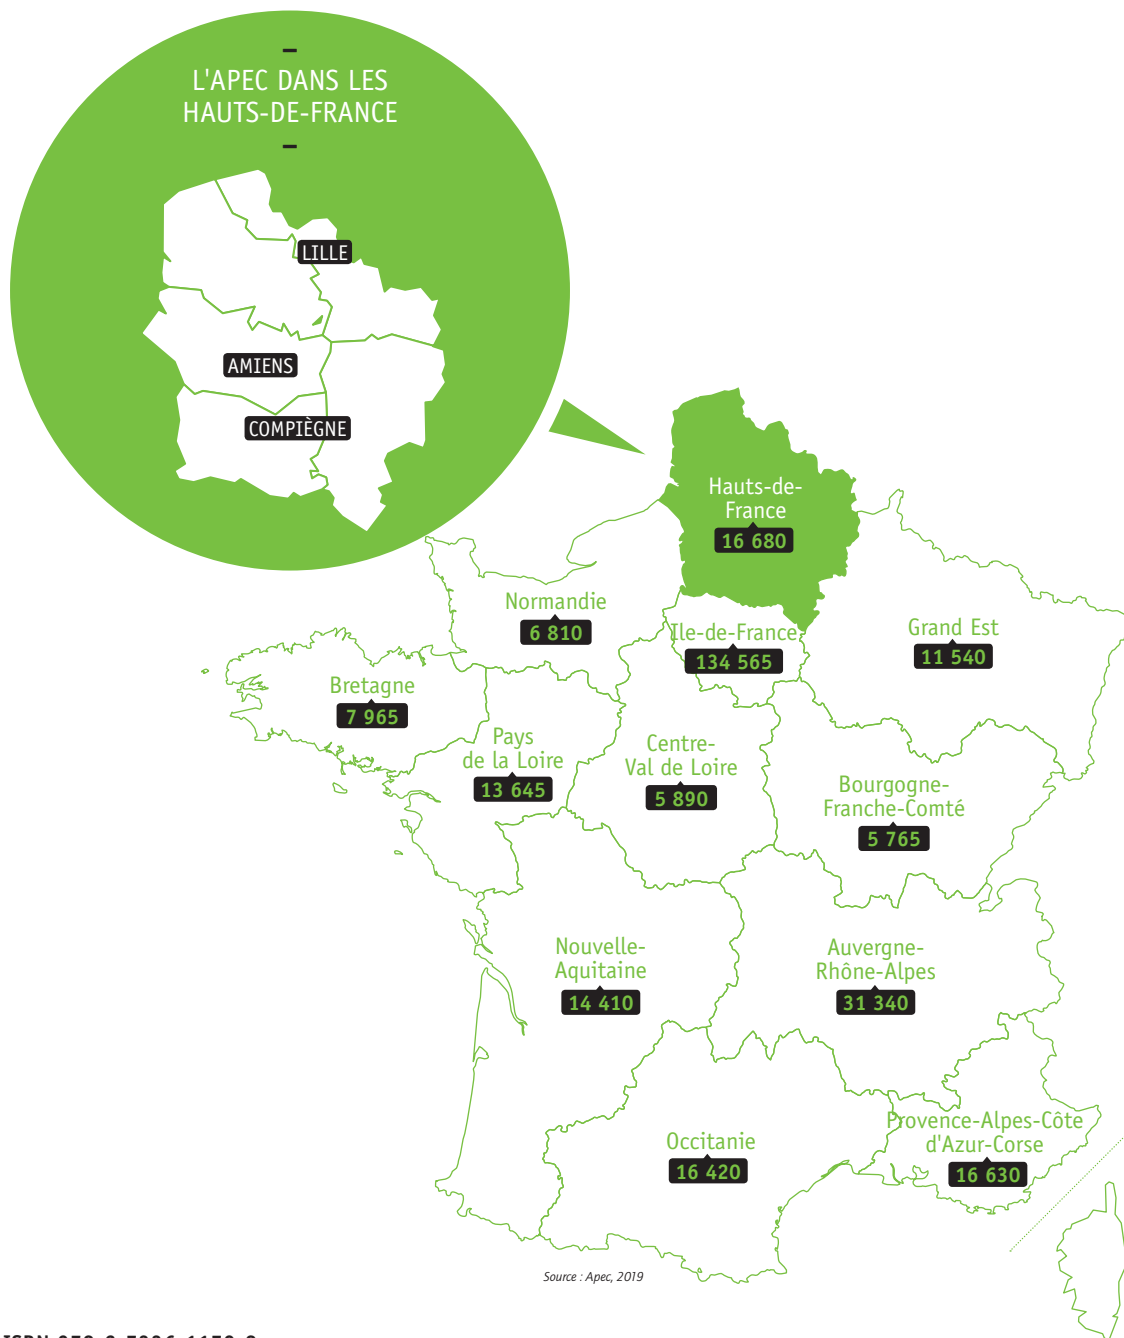 L'APEC DANS LES
HAUTS-DE-FRANCE
LILLE
AMIENS
COMPIÈGNE
Hauts-de-
France
16 680
Normandie
6 810
Ile-de-France
134 565
Grand Est
11 540
Bretagne
7 965
Pays
de la Loire
13 645
Centre-
Val de Loire
5 890
Bourgogne-
Franche-Comté
5 765
Nouvelle-
Aquitaine
14 410
Auvergne-
Rhône-Alpes
31 340
Occitanie
16 420
Provence-Alpes-Côte
d'Azur-Corse
16 630
Source : Apec, 2019